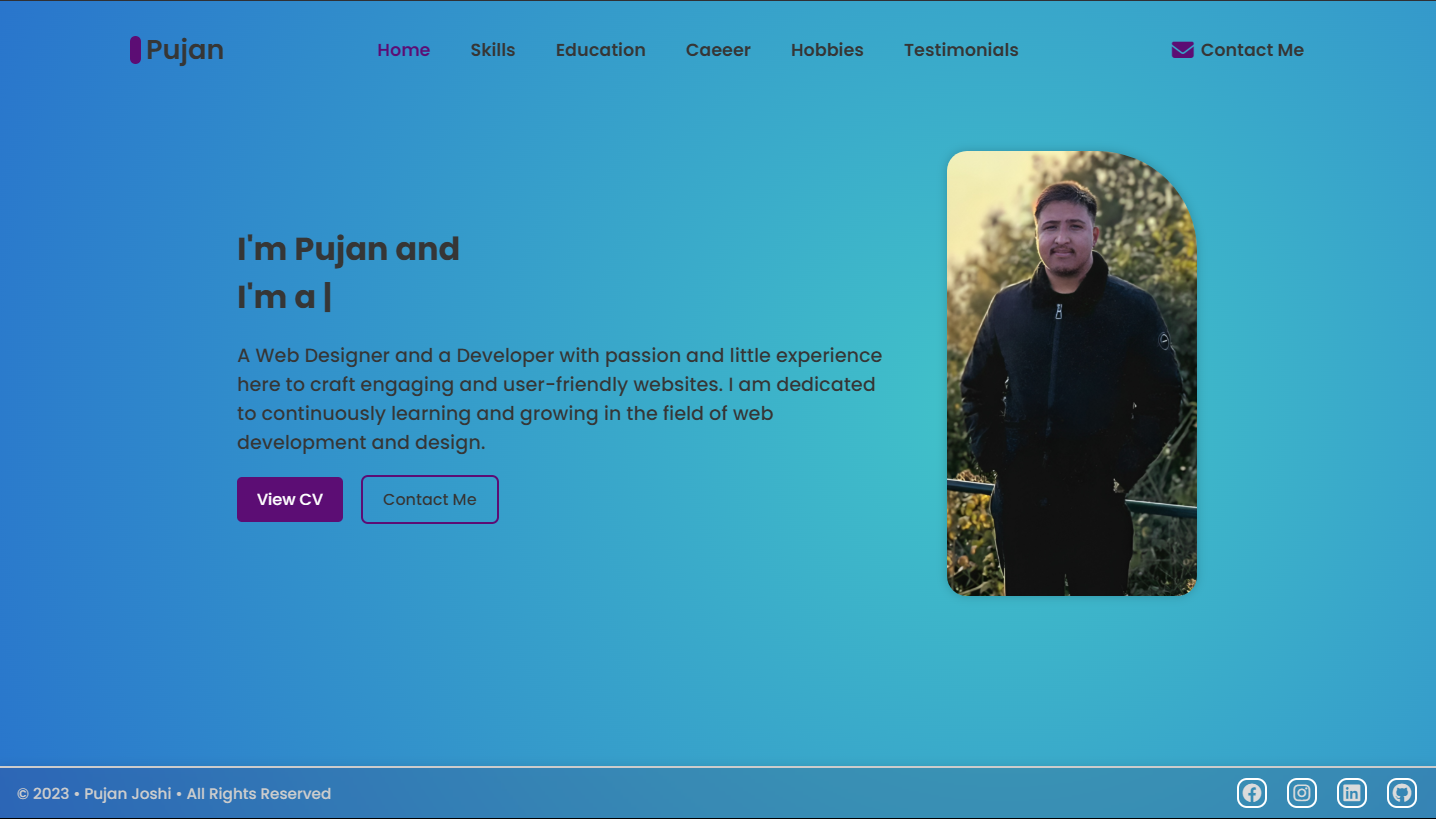 Pujan
Home
Skills
Education
Caeeer
Hobbies
Testimonials
Contact Me
I'm Pujan and
I'm a |
A Web Designer and a Developer with passion and little experience
here to craft engaging and user-friendly websites. I am dedicated
to continuously learning and growing in the field of web
development and design.
View CV
Contact Me
© 2023 • Pujan Joshi • All Rights Reserved